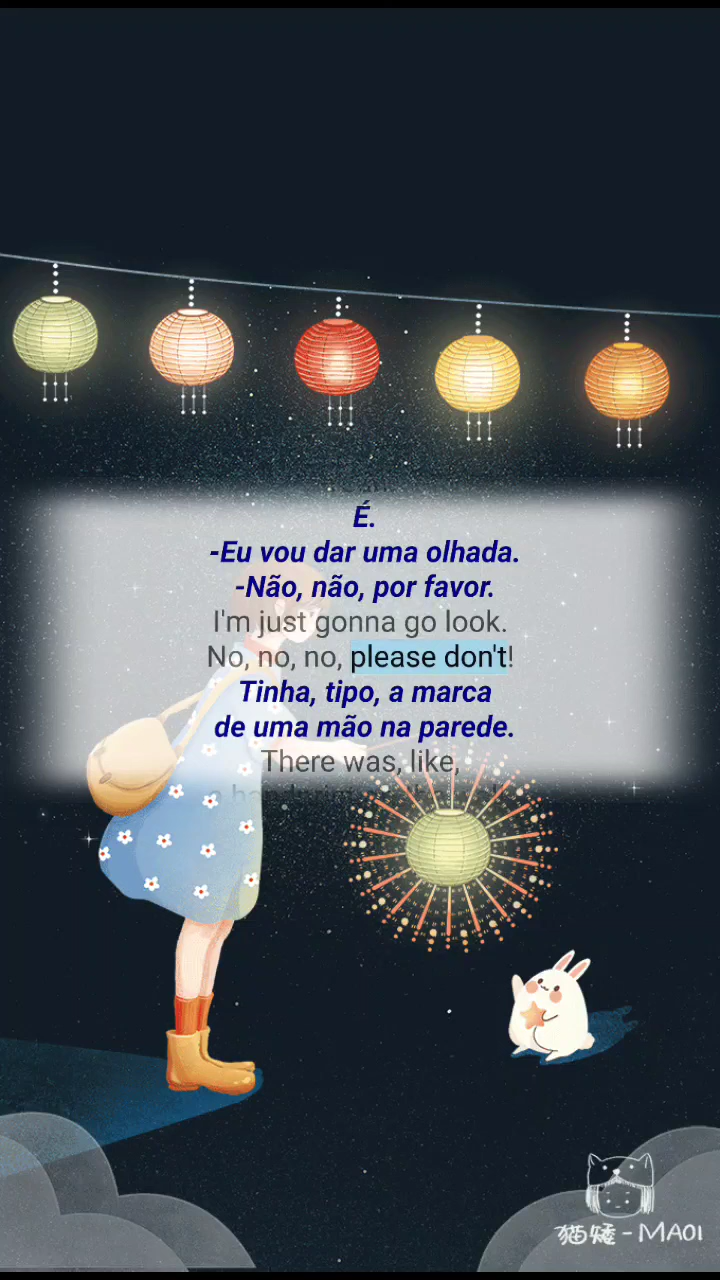 É.
-Eu vou dar uma olhada.
-Não, não, por favor.
I'm just gonna go look.
No, no, no, please don't!
Tinha, tipo, a marca
de uma mão na parede.
There was, like,
猫矮-MAOI